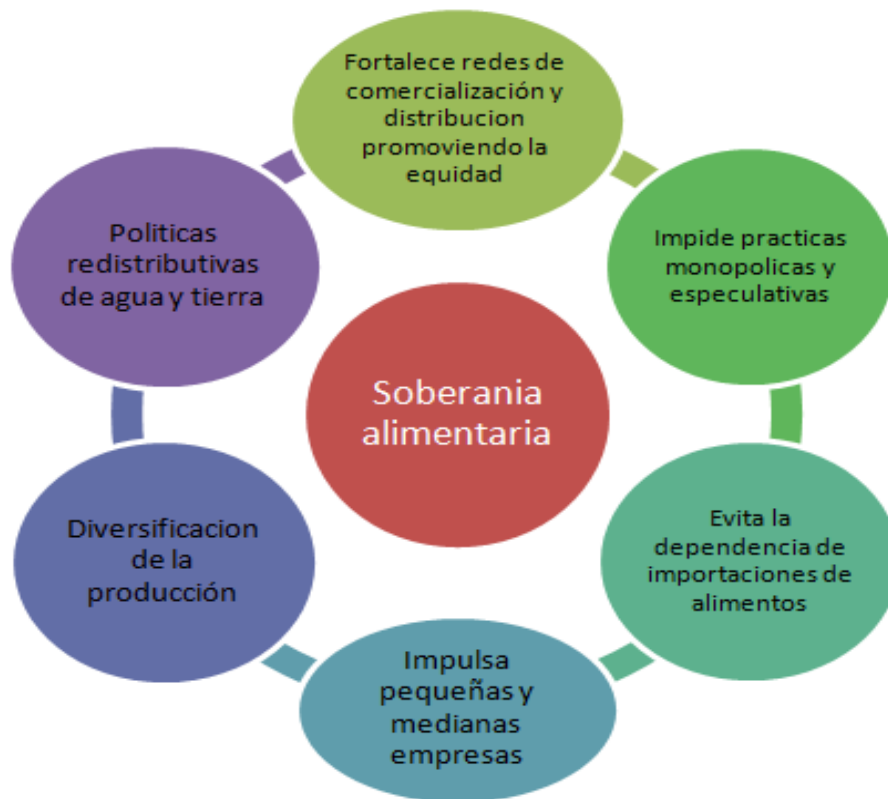 Fortalece redes de
comercialización y
distribucion
promoviendo la
equidad
Impide practicas
monopolicas y
especulativas
Evita la
dependencia de
importaciones de
alimentos
Impulsa
pequeñas y
medianas
empresas
Diversificacion
de la
producción
Politicas
redistributivas
de agua y tierra
Soberania
alimentaria